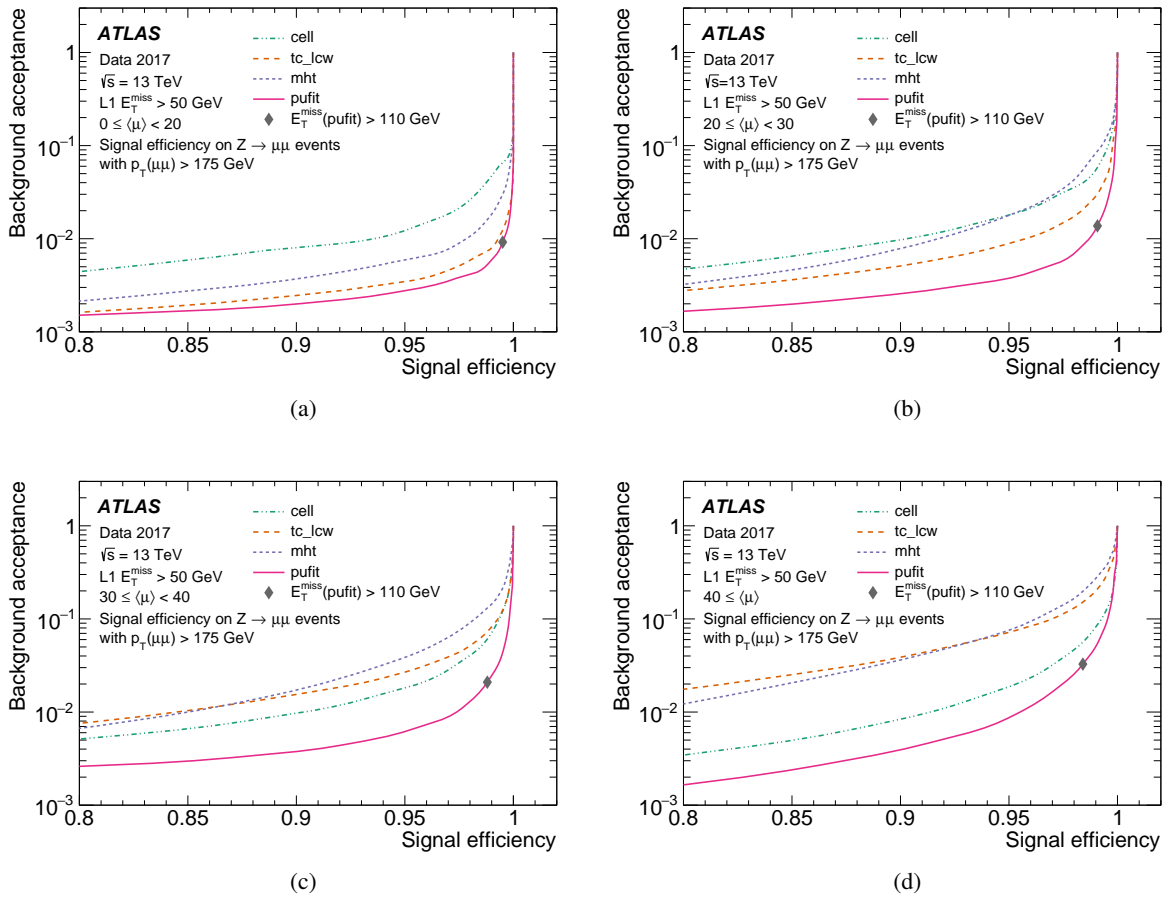 ATLAS
Data 2017
√s = 13 TeV
L1 E_T^miss > 50 GeV
0 ≤ ⟨μ⟩ < 20
Signal efficiency on Z → μμ events
with p_T(μμ) > 175 GeV
cell
tc_lcw
mht
pufit
E_T^miss(pufit) > 110 GeV
Background acceptance
1
10⁻¹
10⁻²
10⁻³
0.8 0.85 0.9 0.95 1
Signal efficiency
(a)
ATLAS
Data 2017
√s=13 TeV
L1 E_T^miss > 50 GeV
20 ≤ ⟨μ⟩ < 30
Signal efficiency on Z → μμ events
with p_T(μμ) > 175 GeV
cell
tc_lcw
mht
pufit
E_T^miss(pufit) > 110 GeV
Background acceptance
1
10⁻¹
10⁻²
10⁻³
0.8 0.85 0.9 0.95 1
Signal efficiency
(b)
ATLAS
Data 2017
√s = 13 TeV
L1 E_T^miss > 50 GeV
30 ≤ ⟨μ⟩ < 40
Signal efficiency on Z → μμ events
with p_T(μμ) > 175 GeV
cell
tc_lcw
mht
pufit
E_T^miss(pufit) > 110 GeV
Background acceptance
1
10⁻¹
10⁻²
10⁻³
0.8 0.85 0.9 0.95 1
Signal efficiency
(c)
ATLAS
Data 2017
√s = 13 TeV
L1 E_T^miss > 50 GeV
40 ≤ ⟨μ⟩
Signal efficiency on Z → μμ events
with p_T(μμ) > 175 GeV
cell
tc_lcw
mht
pufit
E_T^miss(pufit) > 110 GeV
Background acceptance
1
10⁻¹
10⁻²
10⁻³
0.8 0.85 0.9 0.95 1
Signal efficiency
(d)